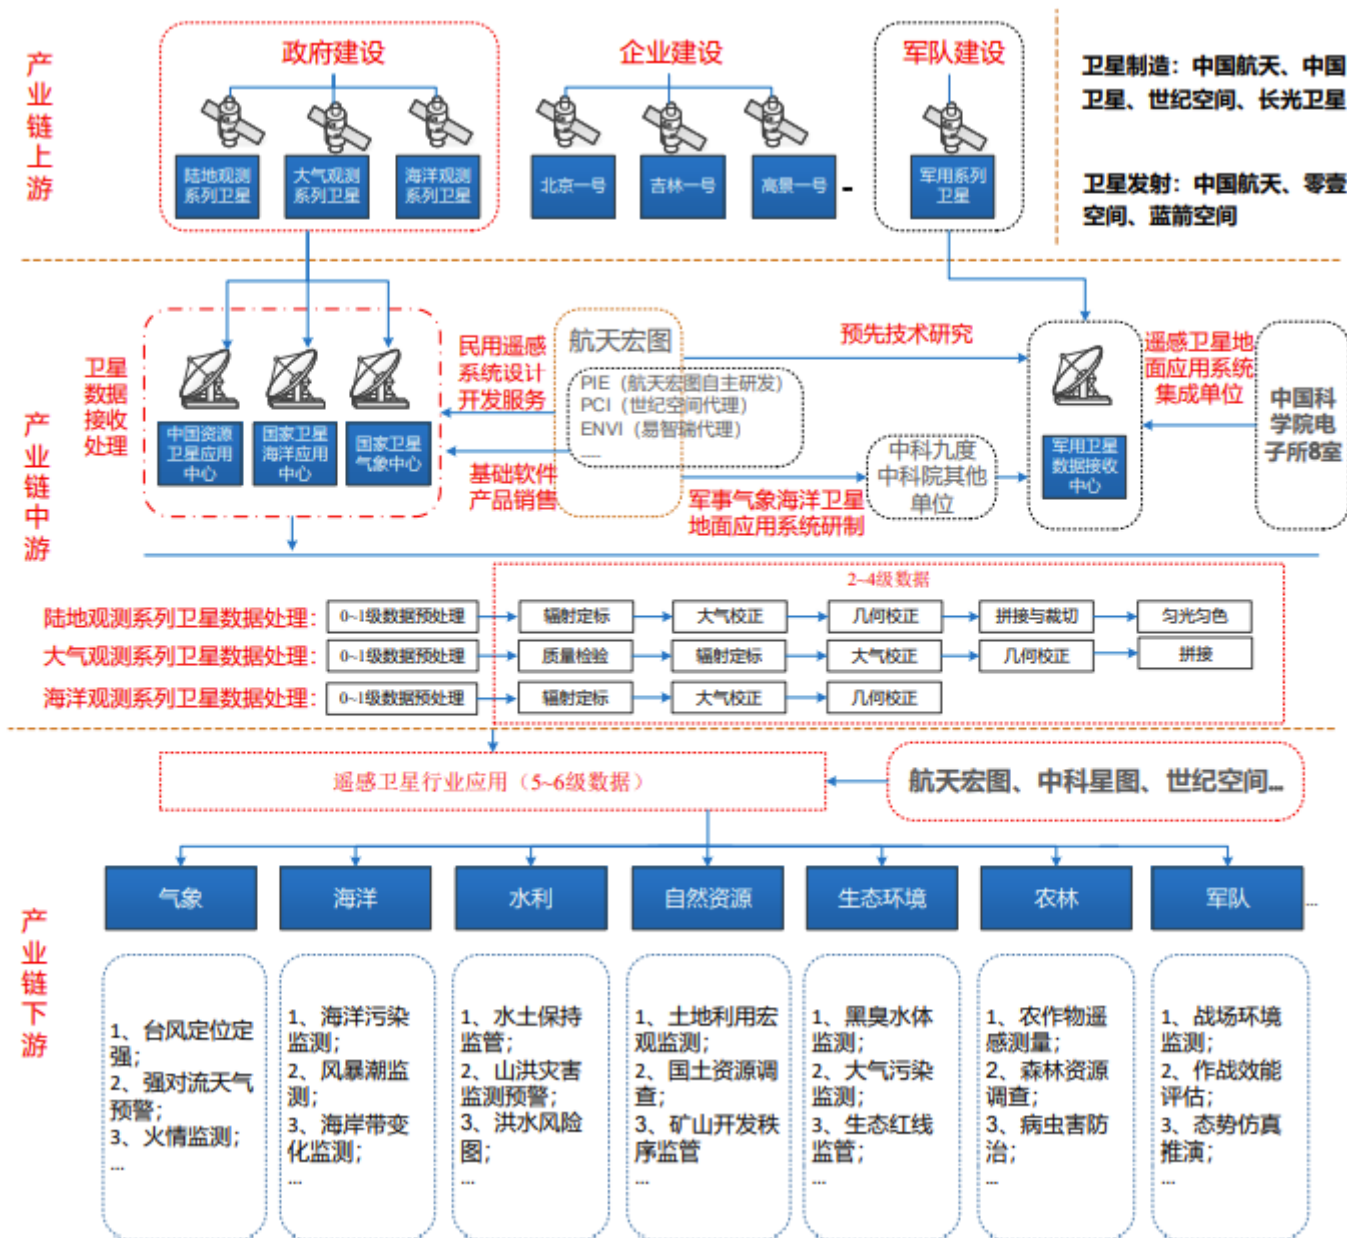 产业链上游
政府建设
企业建设
军队建设
陆地观测
系列卫星
大气观测
系列卫星
海洋观测
系列卫星
北京一号
吉林一号
高景一号
-
军用系列
卫星
卫星制造：中国航天、中国
卫星、世纪空间、长光卫星
卫星发射：中国航天、零壹
空间、蓝箭空间
产业链中游
卫星
数据
接收
处理
中国资源
卫星应用
中心
国家卫星
海洋应用
中心
国家卫星
气象中心
民用遥感
系统设计
开发服务
基础软件
产品销售
航天宏图
PIE（航天宏图自主研发）
PCI（世纪空间代理）
ENVI（易智瑞代理）
......
预先技术研究
军事气象海洋卫星
地面应用系统研制
中科九度
中科院其他
单位
军用卫星
数据接收
中心
遥感卫星地
面应用系统
集成单位
中国科
学院电
子所8室
2~4级数据
陆地观测系列卫星数据处理：
0~1级数据预处理
辐射定标
大气校正
几何校正
拼接与裁切
匀光匀色
大气观测系列卫星数据处理：
0~1级数据预处理
质量检验
辐射定标
大气校正
几何校正
拼接
海洋观测系列卫星数据处理：
0~1级数据预处理
辐射定标
大气校正
几何校正
产业链下游
遥感卫星行业应用（5~6级数据）
航天宏图、中科星图、世纪空间...
气象
海洋
水利
自然资源
生态环境
农林
军队
...
1、台风定位定
强；
2、强对流天气
预警；
3、火情监测；
...
1、海洋污染
监测；
2、风暴潮监
测；
3、海岸带变
化监测；
...
1、水土保持
监管；
2、山洪灾害
监测预警；
3、洪水风险
图；
...
1、土地利用宏
观监测；
2、国土资源调
查；
3、矿山开发秩
序监管
...
1、黑臭水体
监测；
2、大气污染
监测；
3、生态红线
监管；
...
1、农作物遥
感测量；
2、森林资源
调查；
3、病虫害防
治；
...
1、战场环境
监测；
2、作战效能
评估；
3、态势仿真
推演；
...